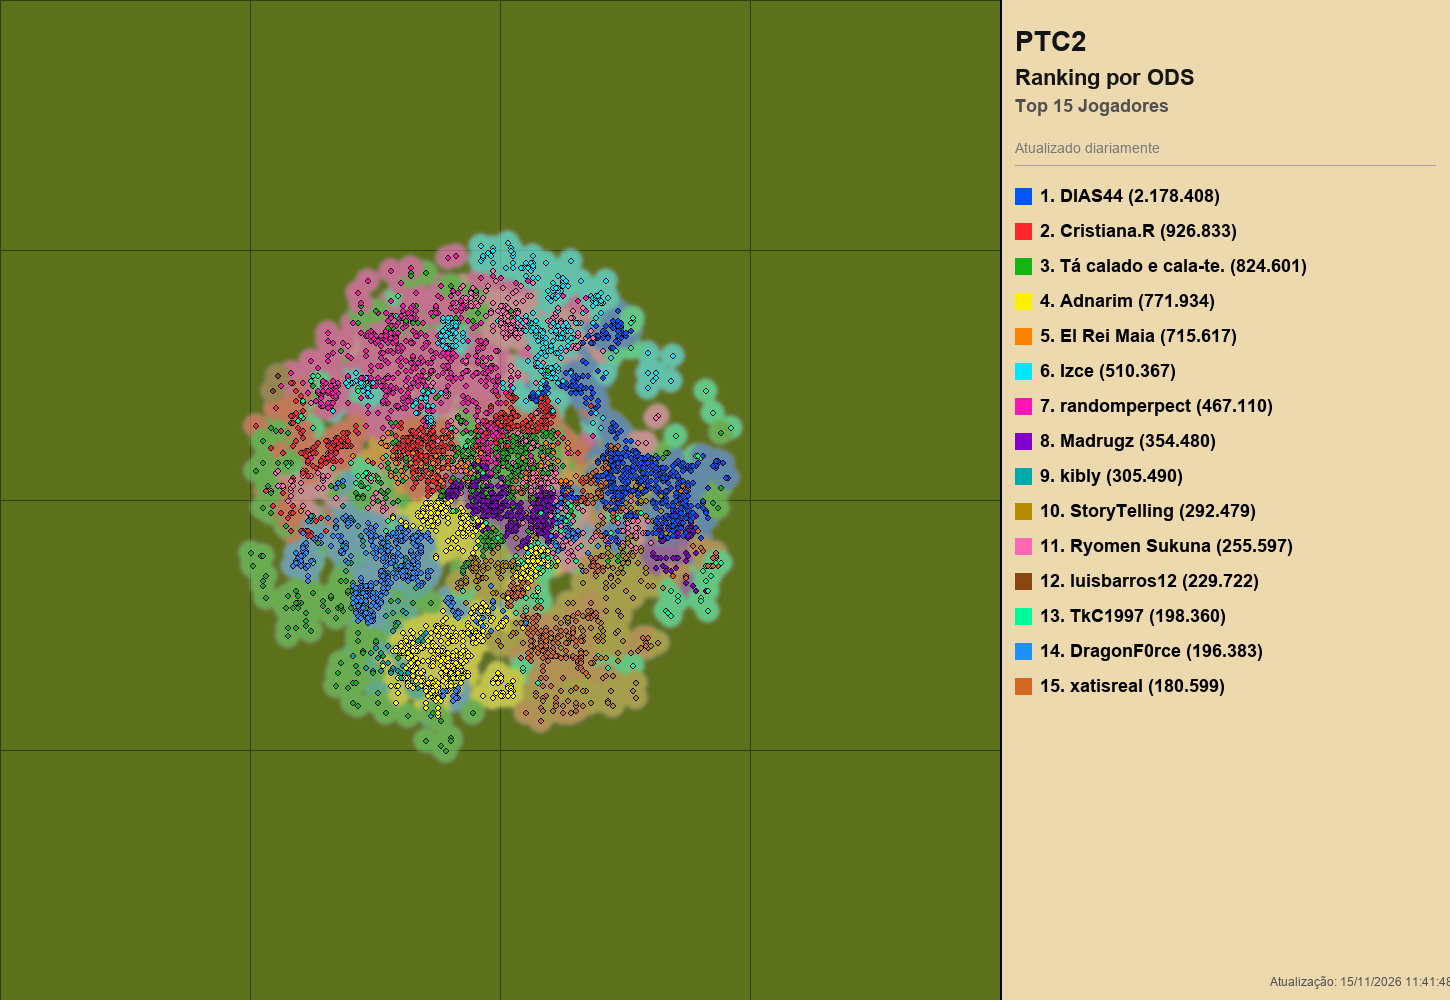 PTC2
Ranking por ODS
Top 15 Jogadores
Atualizado diariamente
1. DIAS44 (2.178.408)
2. Cristiana.R (926.833)
3. Tá calado e cala-te. (824.601)
4. Adnarim (771.934)
5. El Rei Maia (715.617)
6. Izce (510.367)
7. randomperpect (467.110)
8. Madrugz (354.480)
9. kibly (305.490)
10. StoryTelling (292.479)
11. Ryomen Sukuna (255.597)
12. luisbarros12 (229.722)
13. TkC1997 (198.360)
14. DragonF0rce (196.383)
15. xatisreal (180.599)
Atualização: 15/11/2026 11:41:48